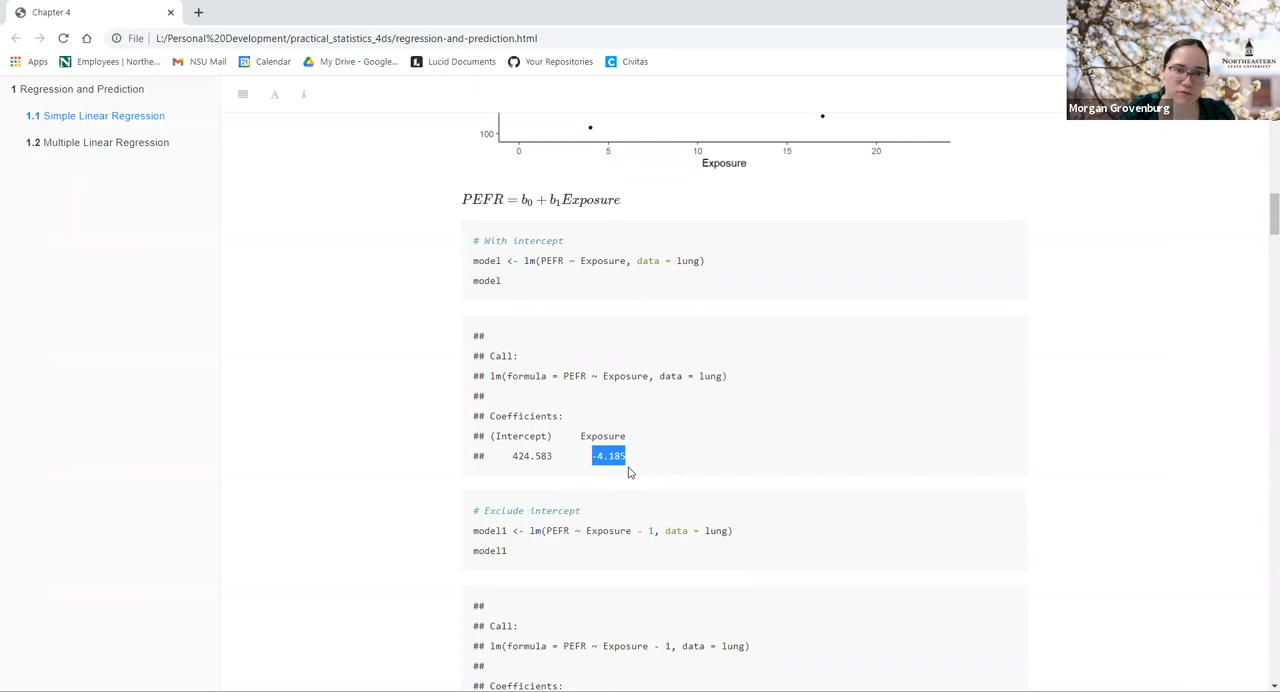 Chapter 4
File
L:/Personal%20Development/practical_statistics_4ds/regression-and-prediction.html
Apps
Employees (Northe...
NSU Mail
31
Calendar
My Drive - Google...
Lucid Documents
Your Repositories
C
Civitas
NORTHEASTERN
STATE UNIVERSITY
Morgan Grovenburg
1 Regression and Prediction
1.1 Simple Linear Regression
1.2 Multiple Linear Regression
A
i
100
0 5 10 15 20
Exposure
PEFR = b₀ + b₁Exposure
# With intercept
model <- lm(PEFR ~ Exposure, data = lung)
model
##
## Call:
## lm(formula = PEFR ~ Exposure, data = lung)
##
## Coefficients:
## (Intercept) Exposure
## 424.583 -4.185
# Exclude intercept
model1 <- lm(PEFR ~ Exposure - 1, data = lung)
model1
##
## Call:
## lm(formula = PEFR ~ Exposure - 1, data = lung)
##
## Coefficients: